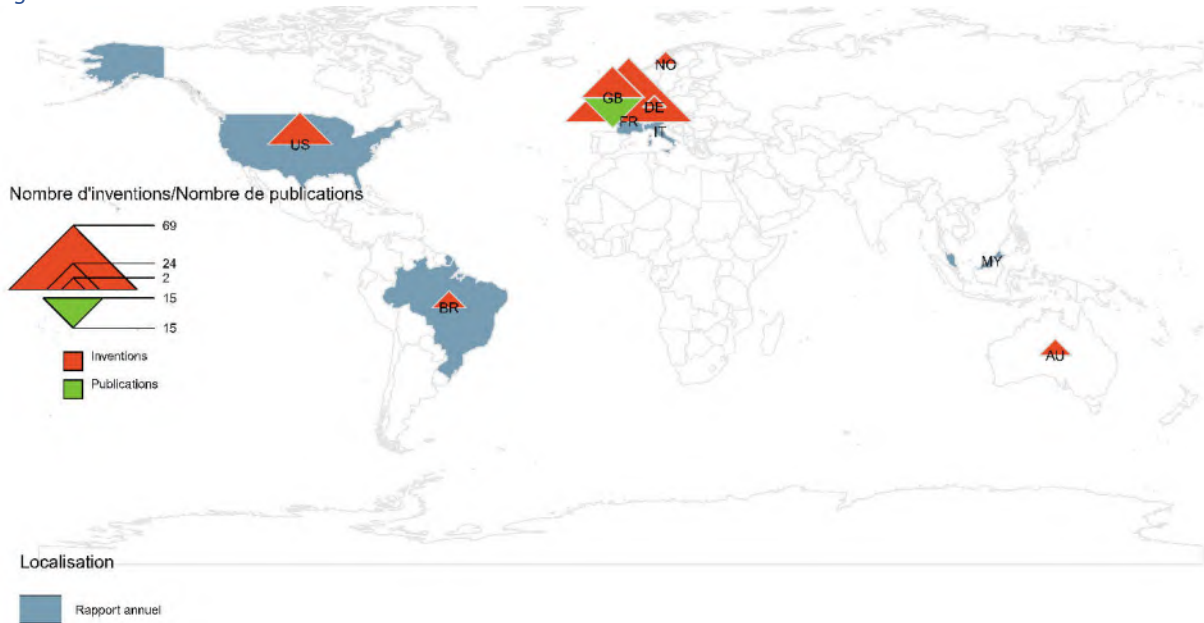 NO
GB
DE
FR
IT
US
Nombre d'inventions/Nombre de publications
69
24
2
15
15
Inventions
Publications
BR
MY
AU
Localisation
Rapport annuel